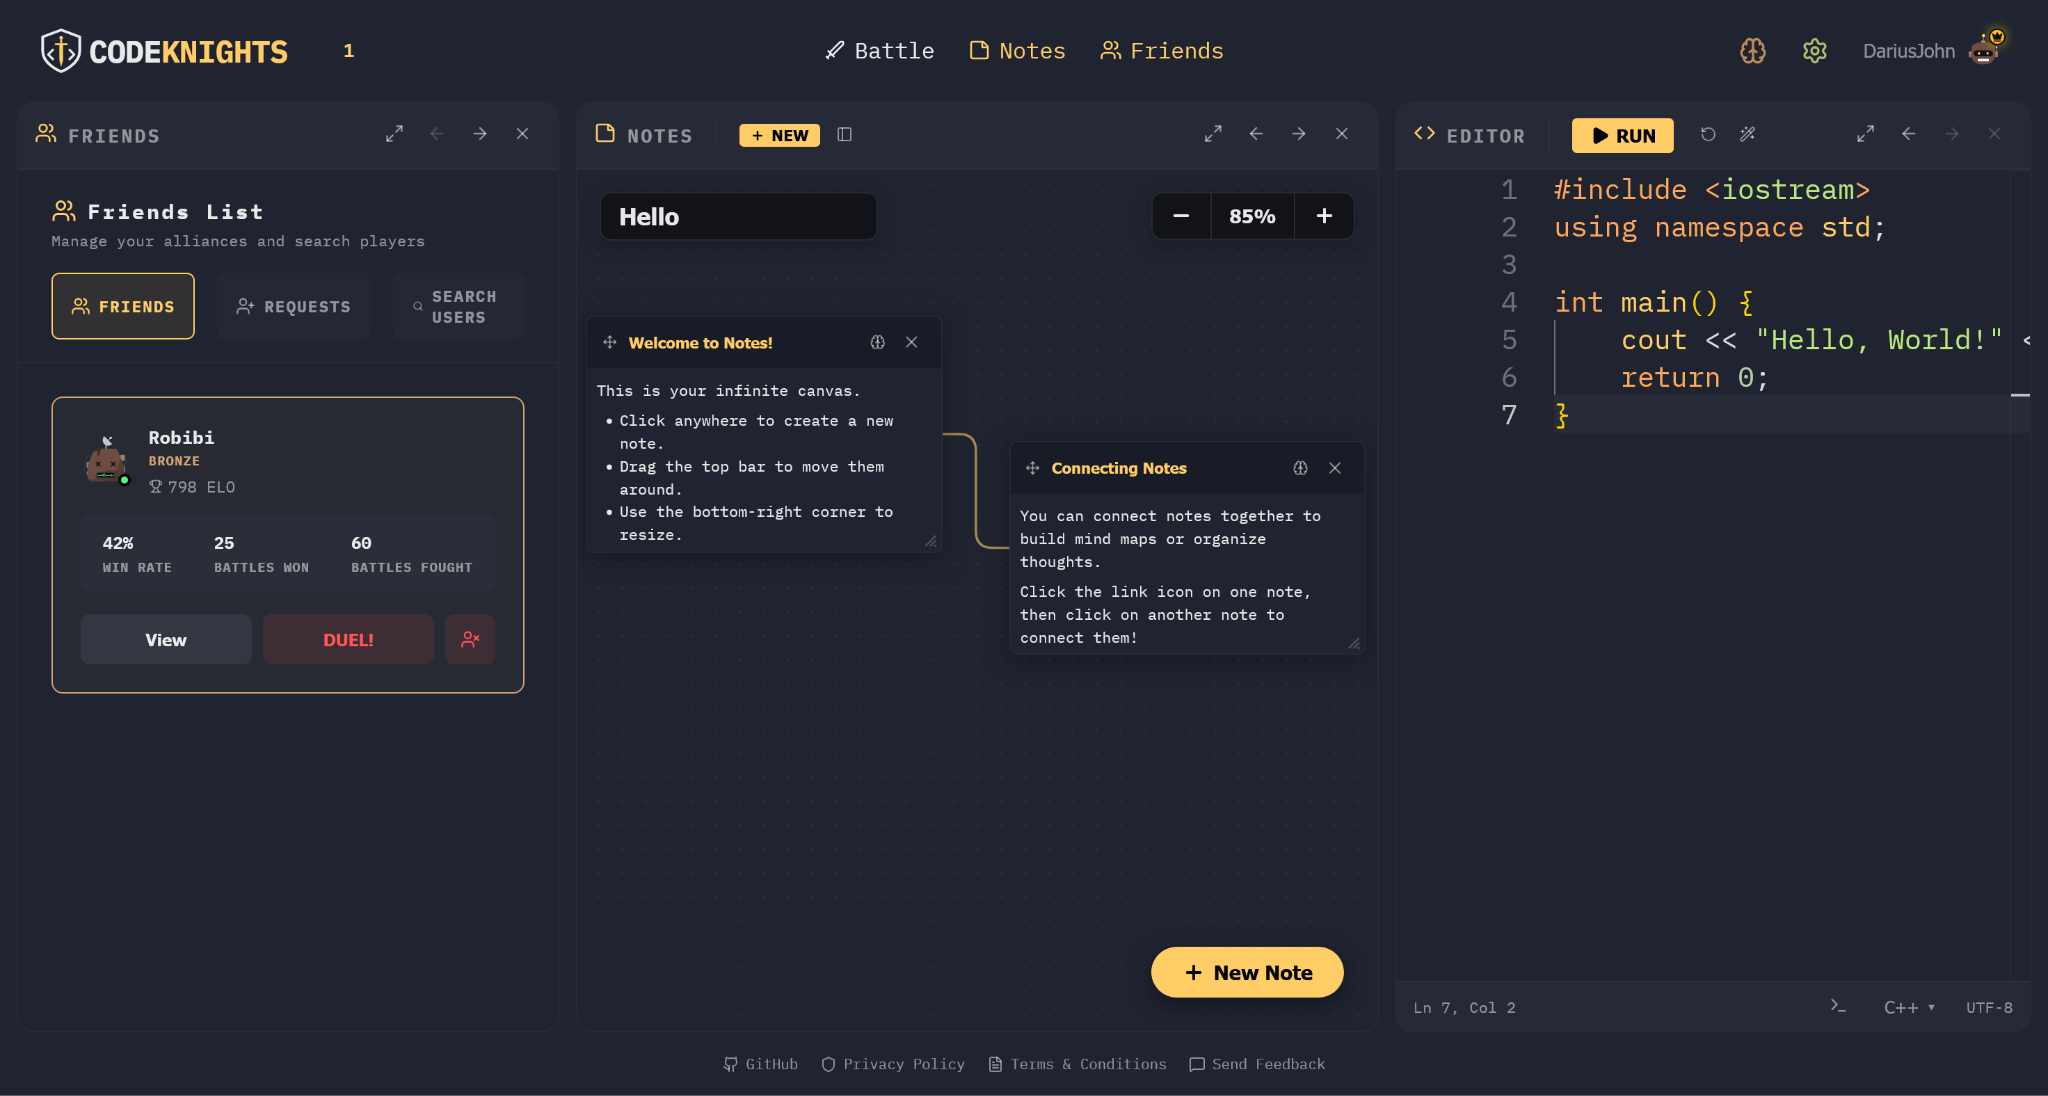 CODEKNIGHTS
1
Battle
Notes
Friends
DariusJohn
FRIENDS
Friends List
Manage your alliances and search players
FRIENDS
REQUESTS
SEARCH
USERS
Robibi
BRONZE
798 ELO
42%
WIN RATE
25
BATTLES WON
60
BATTLES FOUGHT
View
DUEL!
NOTES
+ NEW
Hello
− 85% +
Welcome to Notes!
This is your infinite canvas.
• Click anywhere to create a new
note.
• Drag the top bar to move them
around.
• Use the bottom-right corner to
resize.
Connecting Notes
You can connect notes together to
build mind maps or organize
thoughts.
Click the link icon on one note,
then click on another note to
connect them!
+ New Note
EDITOR
RUN
1 #include <iostream>
2 using namespace std;
3
4 int main() {
5 cout << "Hello, World!" <
6 return 0;
7 }
Ln 7, Col 2
C++
UTF-8
GitHub
Privacy Policy
Terms & Conditions
Send Feedback